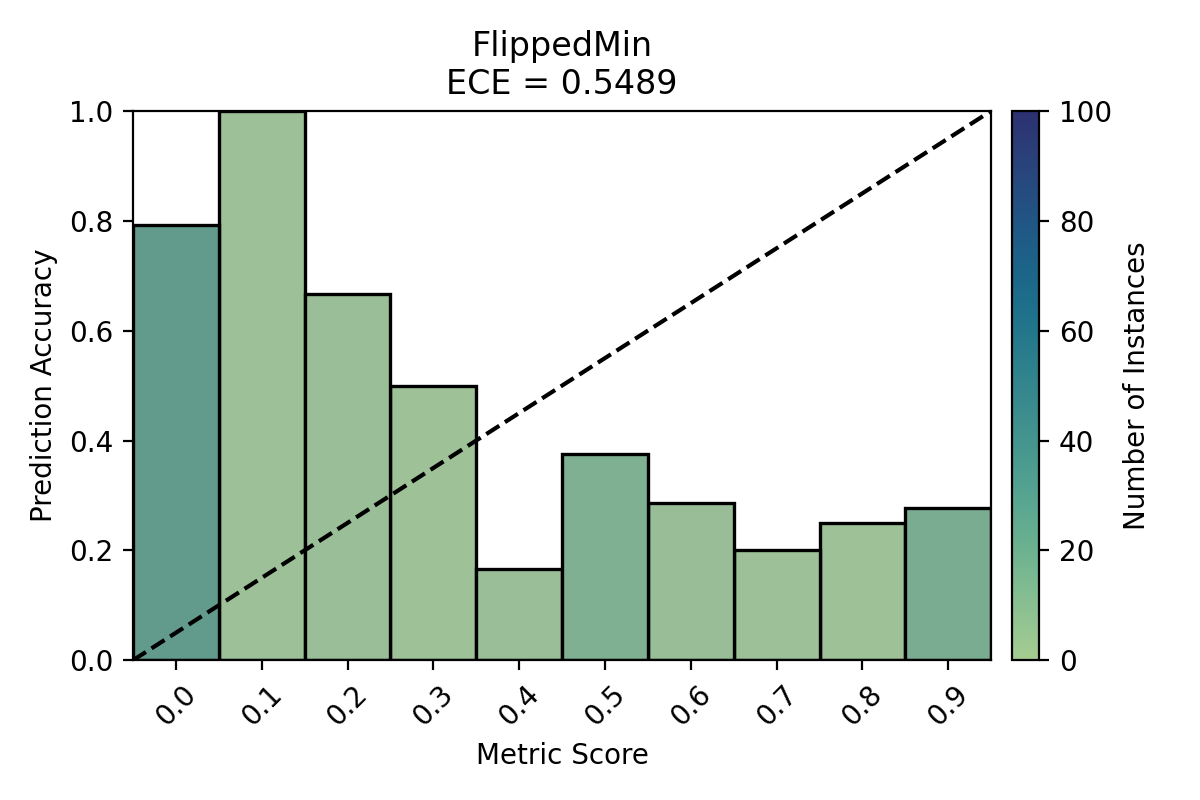 FlippedMin
ECE = 0.5489
1.0
0.8
0.6
0.4
0.2
0.0
Prediction Accuracy
0.0 0.1 0.2 0.3 0.4 0.5 0.6 0.7 0.8 0.9
Metric Score
100
80
60
40
20
0
Number of Instances